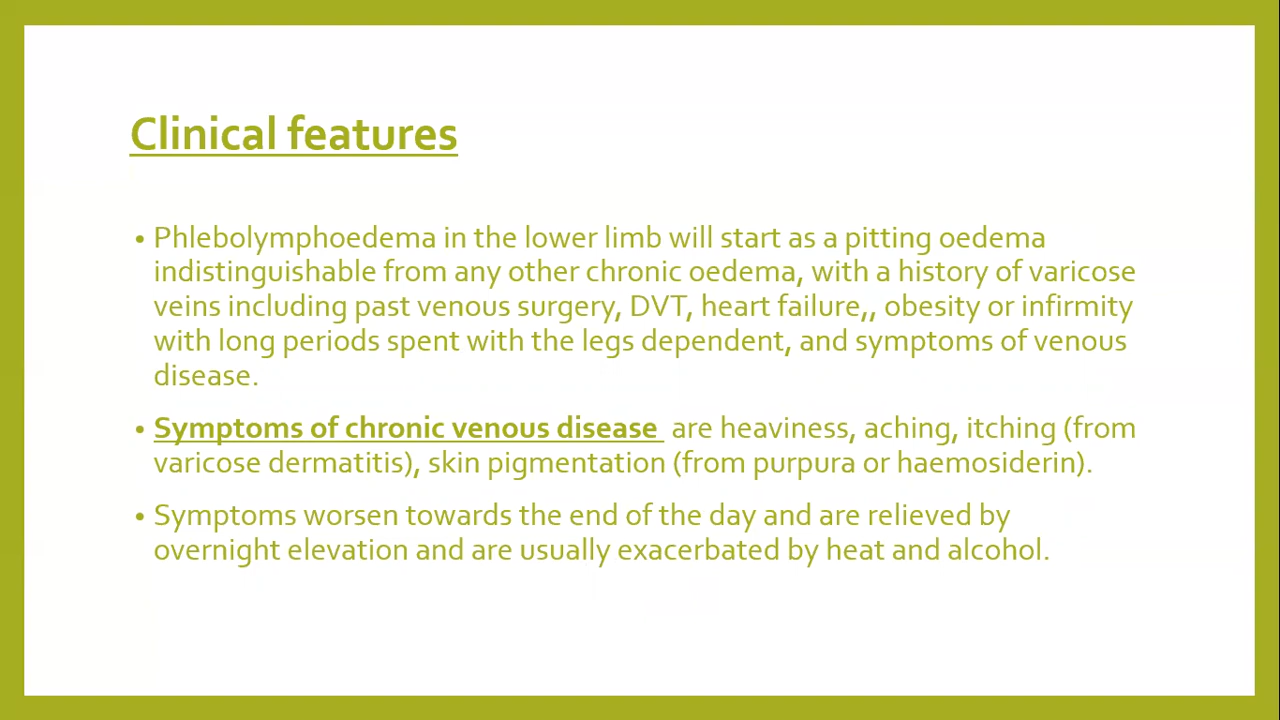 Clinical features
• Phlebolymphoedema in the lower limb will start as a pitting oedema
indistinguishable from any other chronic oedema, with a history of varicose
veins including past venous surgery, DVT, heart failure,, obesity or infirmity
with long periods spent with the legs dependent, and symptoms of venous
disease.
• Symptoms of chronic venous disease are heaviness, aching, itching (from
varicose dermatitis), skin pigmentation (from purpura or haemosiderin).
• Symptoms worsen towards the end of the day and are relieved by
overnight elevation and are usually exacerbated by heat and alcohol.